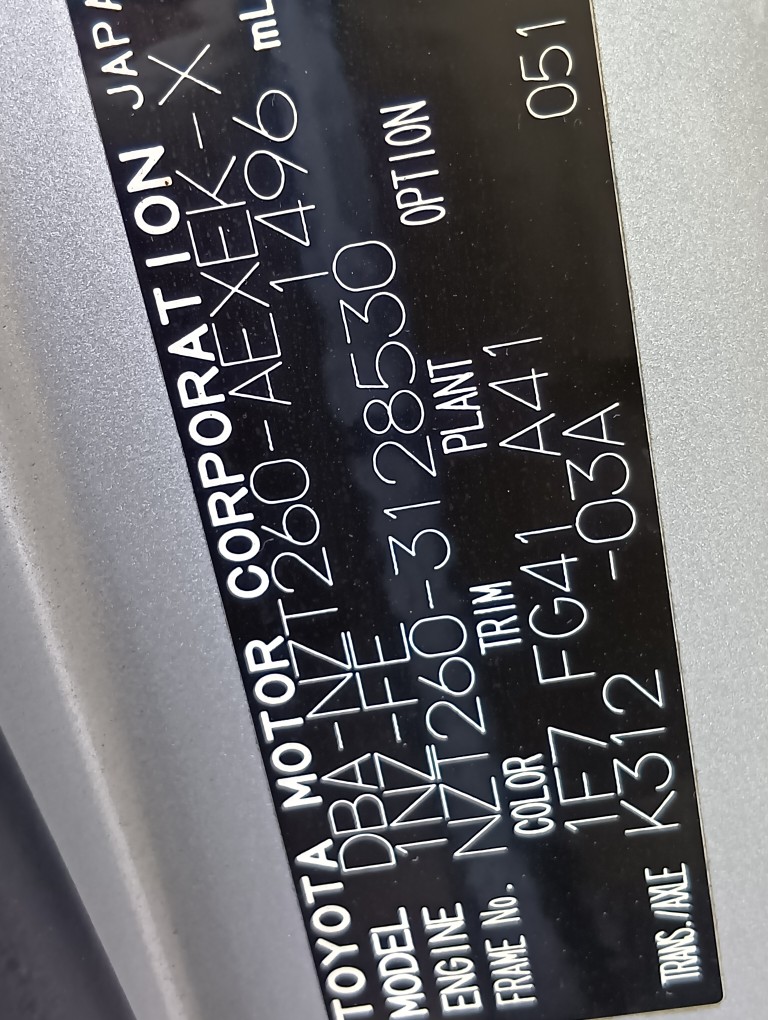 TOYOTA MOTOR CORPORATION JAPA
MODEL DBA-NZT260-AEXEK-X
ENGINE 1NZ-FE 1496 mL
FRAME No. NZT260-3128530
COLOR TRIM PLANT OPTION
1F7 FG41 A41 051
TRANS./AXLE K312 -03A